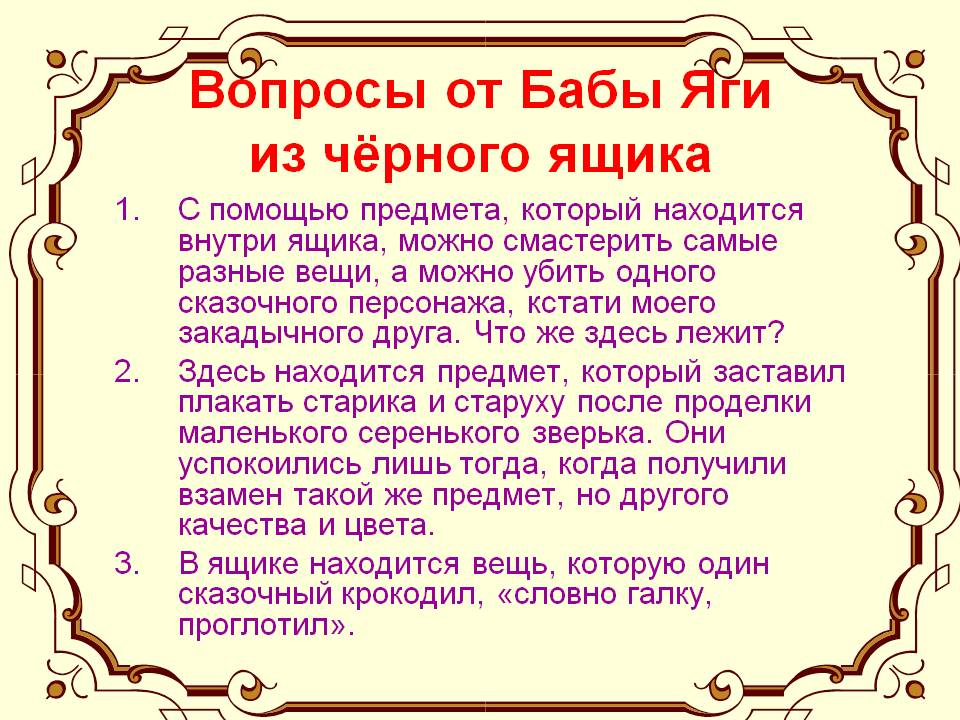 Вопросы от Бабы Яги
из чёрного ящика
1. С помощью предмета, который находится
внутри ящика, можно смастерить самые
разные вещи, а можно убить одного
сказочного персонажа, кстати моего
закадычного друга. Что же здесь лежит?
2. Здесь находится предмет, который заставил
плакать старика и старуху после проделки
маленького серенького зверька. Они
успокоились лишь тогда, когда получили
взамен такой же предмет, но другого
качества и цвета.
3. В ящике находится вещь, которую один
сказочный крокодил, «словно галку,
проглотил».